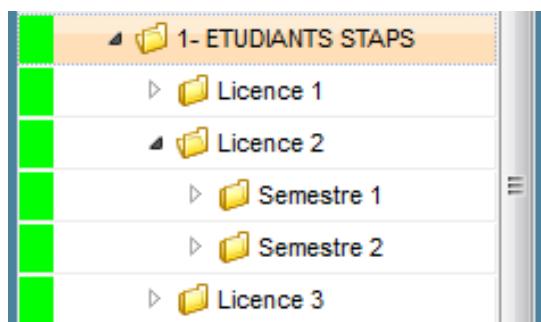 1- ETUDIANTS STAPS
Licence 1
Licence 2
Semestre 1
Semestre 2
Licence 3